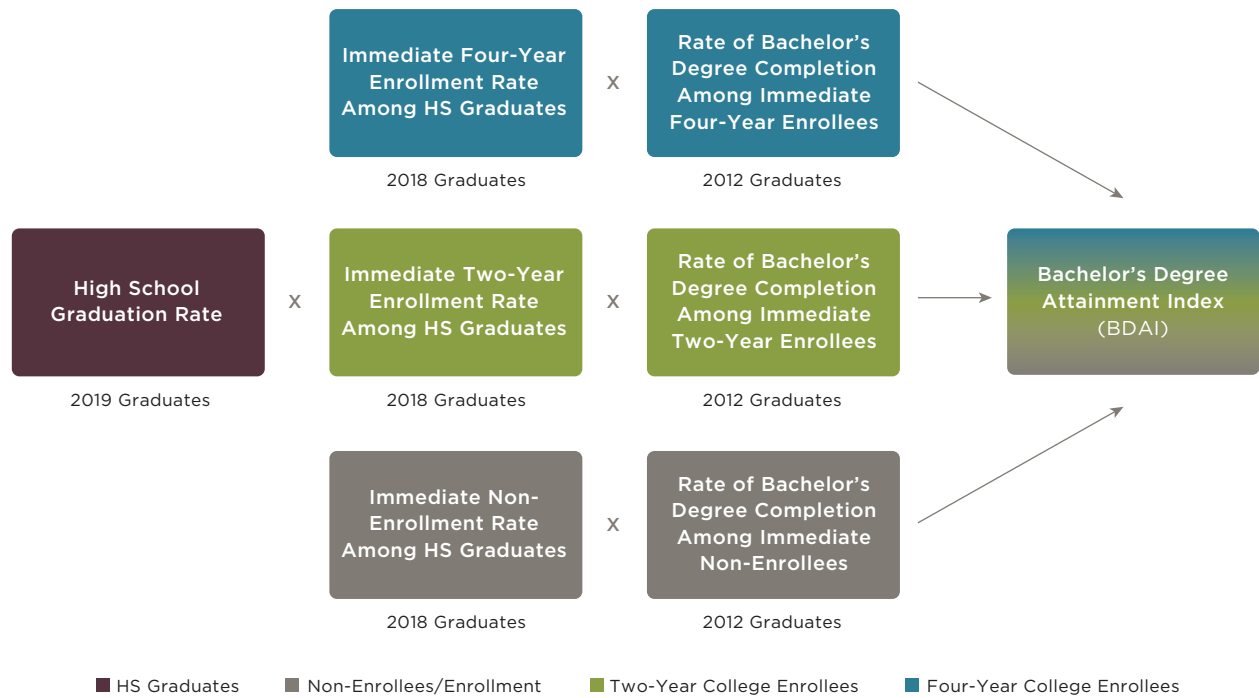 Immediate Four-Year
Enrollment Rate
Among HS Graduates
x
Rate of Bachelor’s
Degree Completion
Among Immediate
Four-Year Enrollees
2018 Graduates
2012 Graduates
High School
Graduation Rate
x
Immediate Two-Year
Enrollment Rate
Among HS Graduates
x
Rate of Bachelor’s
Degree Completion
Among Immediate
Two-Year Enrollees
Bachelor’s Degree
Attainment Index
(BDAI)
2019 Graduates
2018 Graduates
2012 Graduates
Immediate Non-
Enrollment Rate
Among HS Graduates
x
Rate of Bachelor’s
Degree Completion
Among Immediate
Non-Enrollees
2018 Graduates
2012 Graduates
HS Graduates
Non-Enrollees/Enrollment
Two-Year College Enrollees
Four-Year College Enrollees